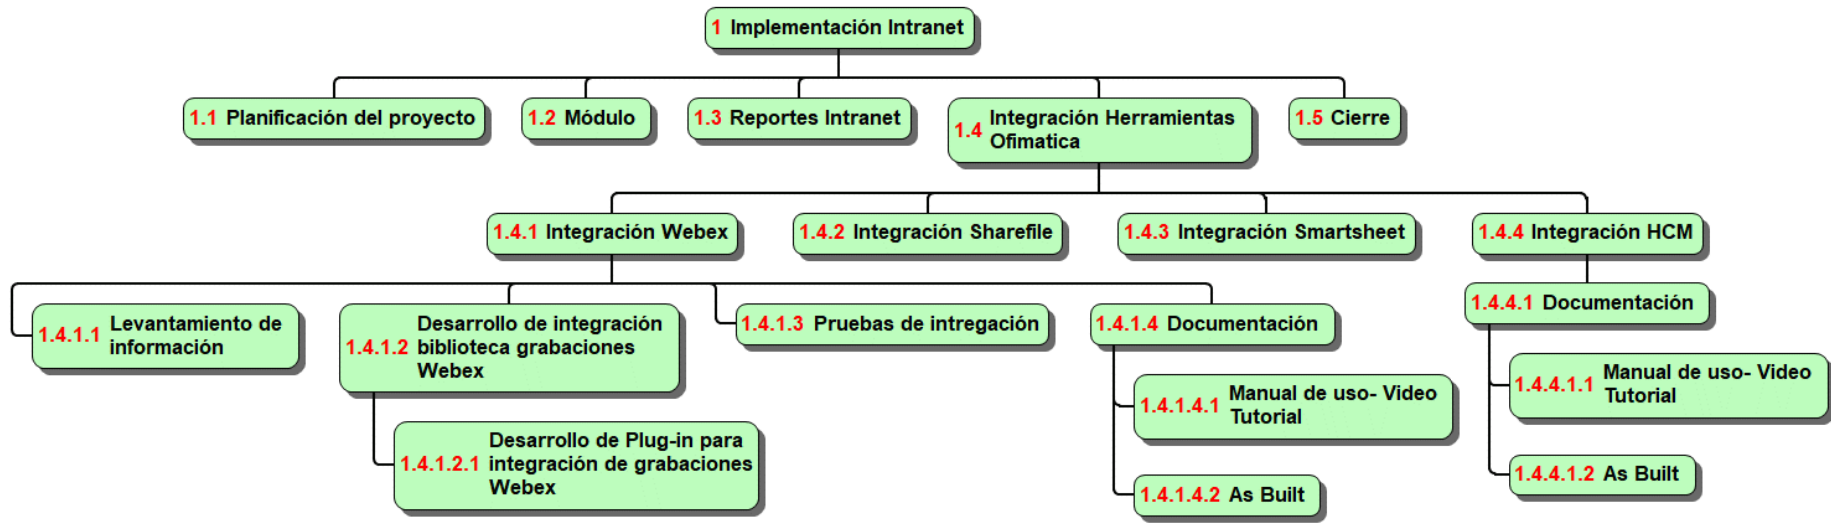 1 Implementación Intranet
1.1 Planificación del proyecto
1.2 Módulo
1.3 Reportes Intranet
1.4 Integración Herramientas
Ofimatica
1.5 Cierre
1.4.1 Integración Webex
1.4.2 Integración Sharefile
1.4.3 Integración Smartsheet
1.4.4 Integración HCM
1.4.1.1 Levantamiento de
información
1.4.1.2 Desarrollo de integración
biblioteca grabaciones
Webex
1.4.1.2.1 Desarrollo de Plug-in para
integración de grabaciones
Webex
1.4.1.3 Pruebas de intregación
1.4.1.4 Documentación
1.4.1.4.1 Manual de uso- Video
Tutorial
1.4.1.4.2 As Built
1.4.4.1 Documentación
1.4.4.1.1 Manual de uso- Video
Tutorial
1.4.4.1.2 As Built